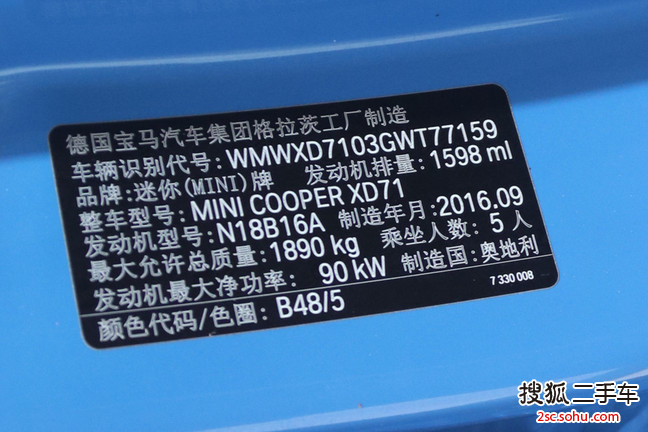 德国宝马汽车集团格拉茨工厂制造
车辆识别代号: WMWXD7103GWT77159
品牌: 迷你(MINI)牌 发动机排量: 1598 ml
整车型号: MINI COOPER XD71
发动机型号: N18B16A 制造年月: 2016.09
最大允许总质量: 1890 kg 乘坐人数: 5 人
发动机最大净功率: 90 kW 制造国: 奥地利
7 330 008
颜色代码/色圈: B48/5
搜狐二手车
2sc.sohu.com